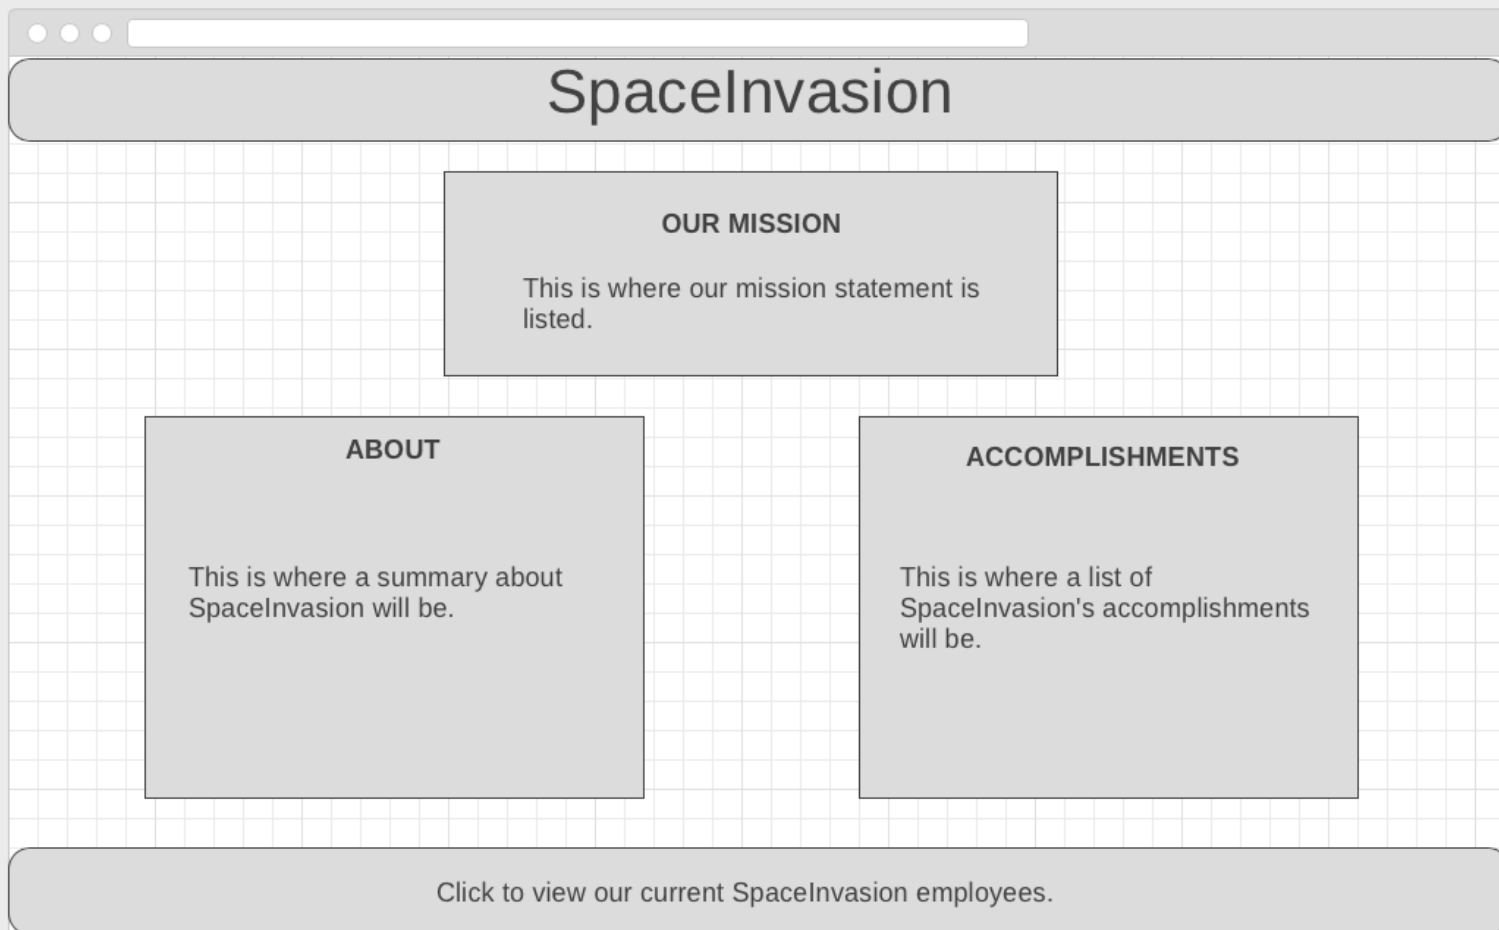 SpaceInvasion
OUR MISSION
This is where our mission statement is
listed.
ABOUT
This is where a summary about
SpaceInvasion will be.
ACCOMPLISHMENTS
This is where a list of
SpaceInvasion's accomplishments
will be.
Click to view our current SpaceInvasion employees.